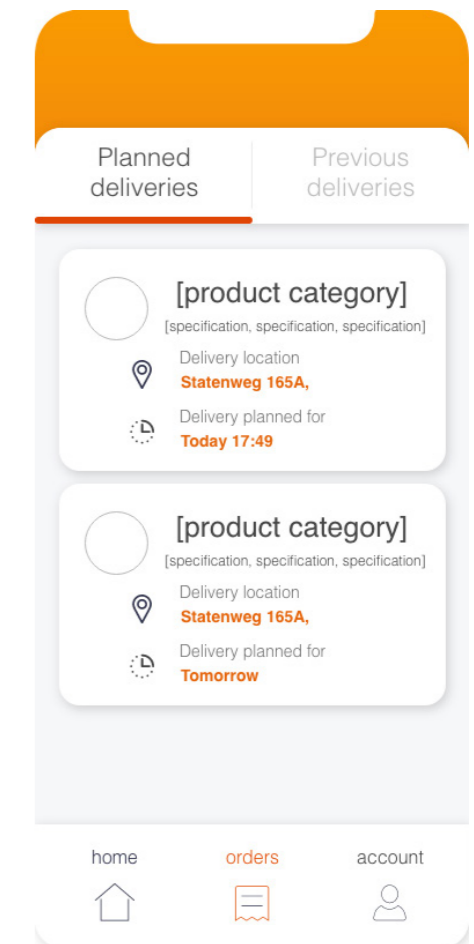 Planned
deliveries
Previous
deliveries
[product category]
[specification, specification, specification]
Delivery location
Statenweg 165A,
Delivery planned for
Today 17:49
[product category]
[specification, specification, specification]
Delivery location
Statenweg 165A,
Delivery planned for
Tomorrow
home
orders
account